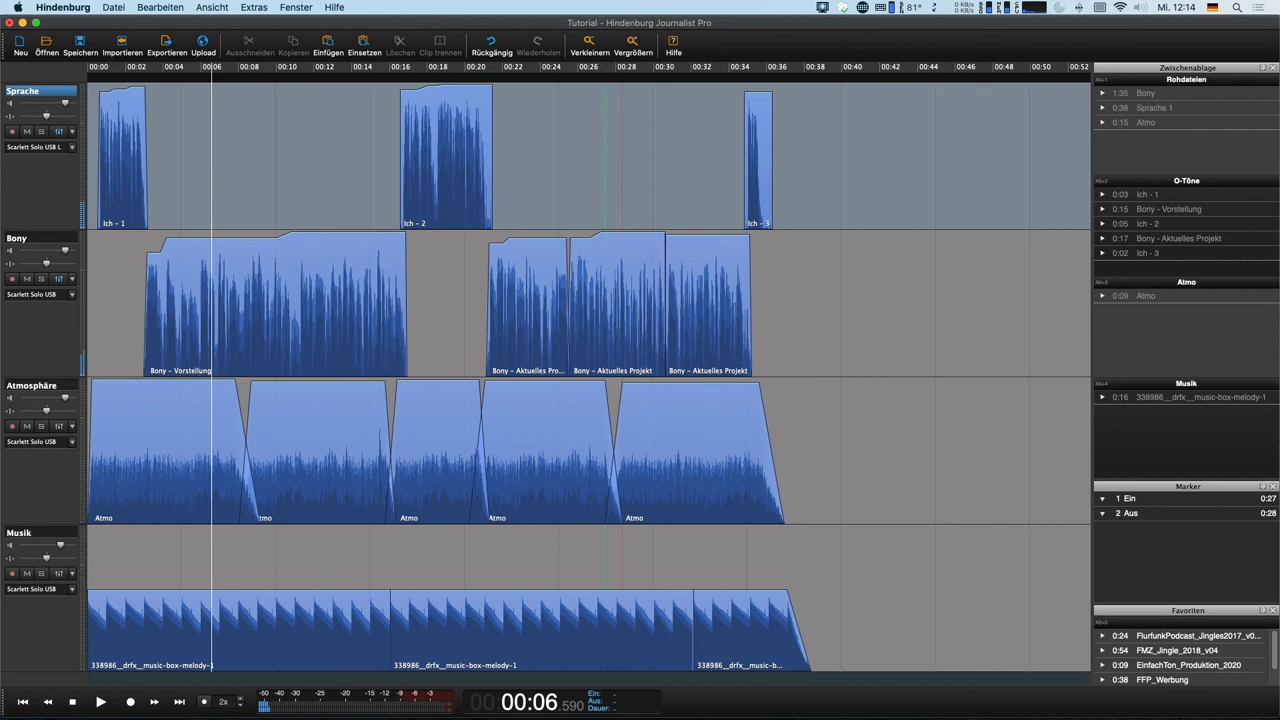 Hindenburg Datei Bearbeiten Ansicht Extras Fenster Hilfe 81° 0 KB/s 0 KB/s Mi. 12:14
Tutorial - Hindenburg Journalist Pro
Neu Öffnen Speichern Importieren Exportieren Upload Ausschneiden Kopieren Einfügen Einsetzen Löschen Clip trennen Rückgängig Wiederholen Verkleinern Vergrößern Hilfe
00:00 00:02 00:04 00:06 00:08 00:10 00:12 00:14 00:16 00:18 00:20 00:22 00:24 00:26 00:28 00:30 00:32 00:34 00:36 00:38 00:40 00:42 00:44 00:46 00:48 00:50 00:52
Sprache
M S
Scarlett Solo USB L
Ich - 1 Ich - 2 Ich - 3
Bony
M S
Scarlett Solo USB
Bony - Vorstellung Bony - Aktuelles Pro... Bony - Aktuelles Projekt Bony - Aktuelles Projekt
Atmosphäre
M S
Scarlett Solo USB
Atmo tmo Atmo Atmo Atmo
Musik
M S
Scarlett Solo USB
338986__drfx__music-box-melody-1 338986__drfx__music-box-melody-1 338986__drfx__music-b...
Zwischenablage
Alt+1 Rohdateien
1:35 Bony
0:38 Sprache 1
0:15 Atmo
Alt+2 O-Töne
0:03 Ich - 1
0:15 Bony - Vorstellung
0:05 Ich - 2
0:17 Bony - Aktuelles Projekt
0:02 Ich - 3
Alt+3 Atmo
0:09 Atmo
Alt+4 Musik
0:16 338986__drfx__music-box-melody-1
Marker
1 Ein 0:27
2 Aus 0:28
Favoriten
Alt+0
0:24 FlurfunkPodcast_Jingles2017_v0...
0:54 FMZ_Jingle_2018_v04
0:09 EinfachTon_Produktion_2020
0:38 FFP_Werbung
2x
-50 -40 -30 -25 -20 -15 -12 -9 -6 -3
00:00:06.590
Ein: -
Aus: -
Dauer: -